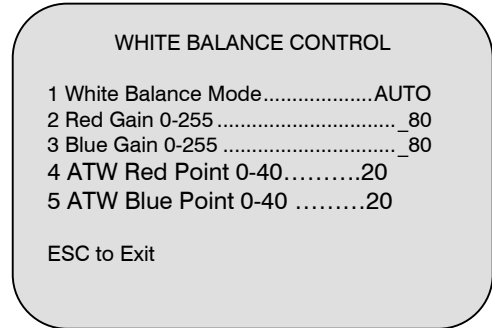 WHITE BALANCE CONTROL
1 White Balance Mode...................AUTO
2 Red Gain 0-255 ...............................​_80
3 Blue Gain 0-255 ..............................​_80
4 ATW Red Point 0-40……….20
5 ATW Blue Point 0-40 ………20
ESC to Exit